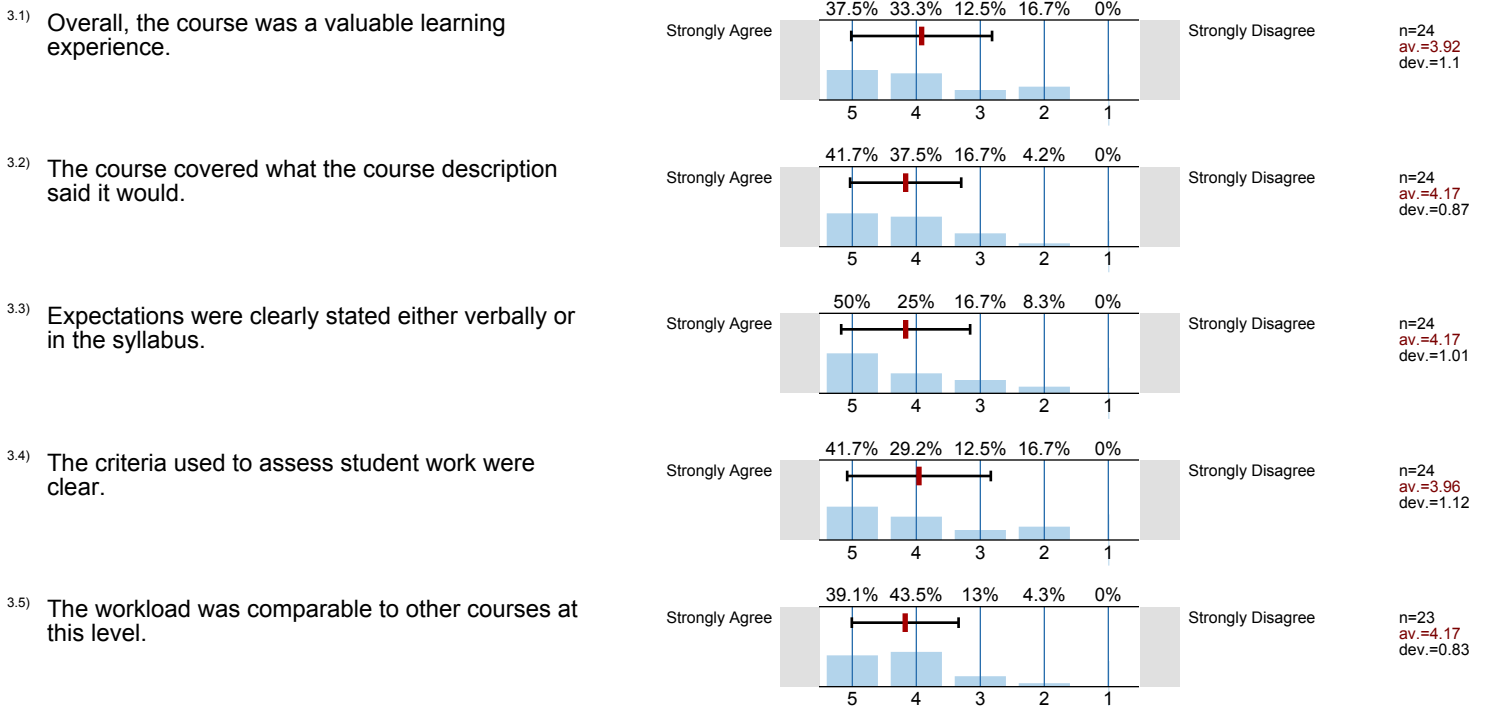 37.5% 33.3% 12.5% 16.7% 0%
3.1) Overall, the course was a valuable learning
experience.
Strongly Agree
Strongly Disagree
n=24
av.=3.92
dev.=1.1
5 4 3 2 1
41.7% 37.5% 16.7% 4.2% 0%
3.2) The course covered what the course description
said it would.
Strongly Agree
Strongly Disagree
n=24
av.=4.17
dev.=0.87
5 4 3 2 1
50% 25% 16.7% 8.3% 0%
3.3) Expectations were clearly stated either verbally or
in the syllabus.
Strongly Agree
Strongly Disagree
n=24
av.=4.17
dev.=1.01
5 4 3 2 1
41.7% 29.2% 12.5% 16.7% 0%
3.4) The criteria used to assess student work were
clear.
Strongly Agree
Strongly Disagree
n=24
av.=3.96
dev.=1.12
5 4 3 2 1
39.1% 43.5% 13% 4.3% 0%
3.5) The workload was comparable to other courses at
this level.
Strongly Agree
Strongly Disagree
n=23
av.=4.17
dev.=0.83
5 4 3 2 1